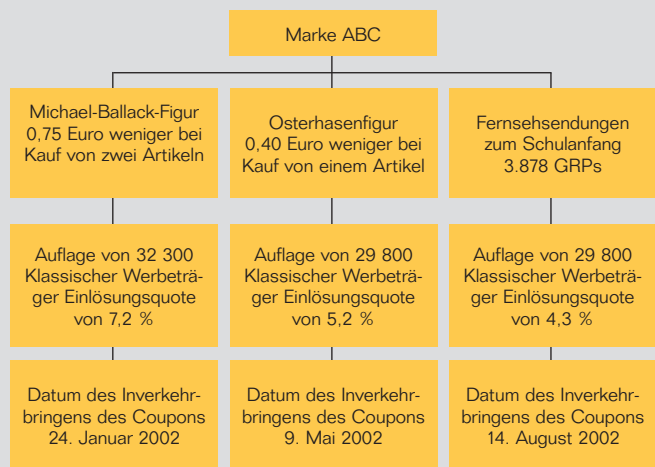 Marke ABC
Michael-Ballack-Figur
0,75 Euro weniger bei
Kauf von zwei Artikeln
Osterhasenfigur
0,40 Euro weniger bei
Kauf von einem Artikel
Fernsehsendungen
zum Schulanfang
3.878 GRPs
Auflage von 32 300
Klassischer Werbeträ-
ger Einlösungsquote
von 7,2 %
Auflage von 29 800
Klassischer Werbeträ-
ger Einlösungsquote
von 5,2 %
Auflage von 29 800
Klassischer Werbeträ-
ger Einlösungsquote
von 4,3 %
Datum des Inverkehr-
bringens des Coupons
24. Januar 2002
Datum des Inverkehr-
bringens des Coupons
9. Mai 2002
Datum des Inverkehr-
bringens des Coupons
14. August 2002